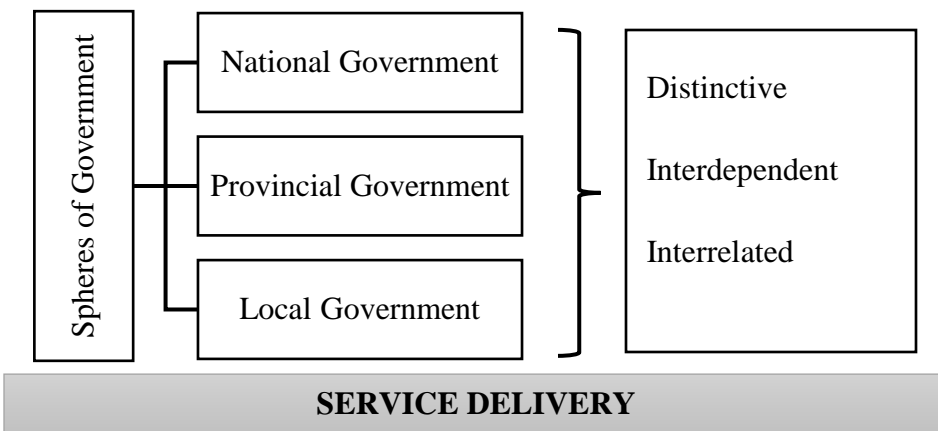 Spheres of Government
National Government
Provincial Government
Local Government
Distinctive
Interdependent
Interrelated
SERVICE DELIVERY